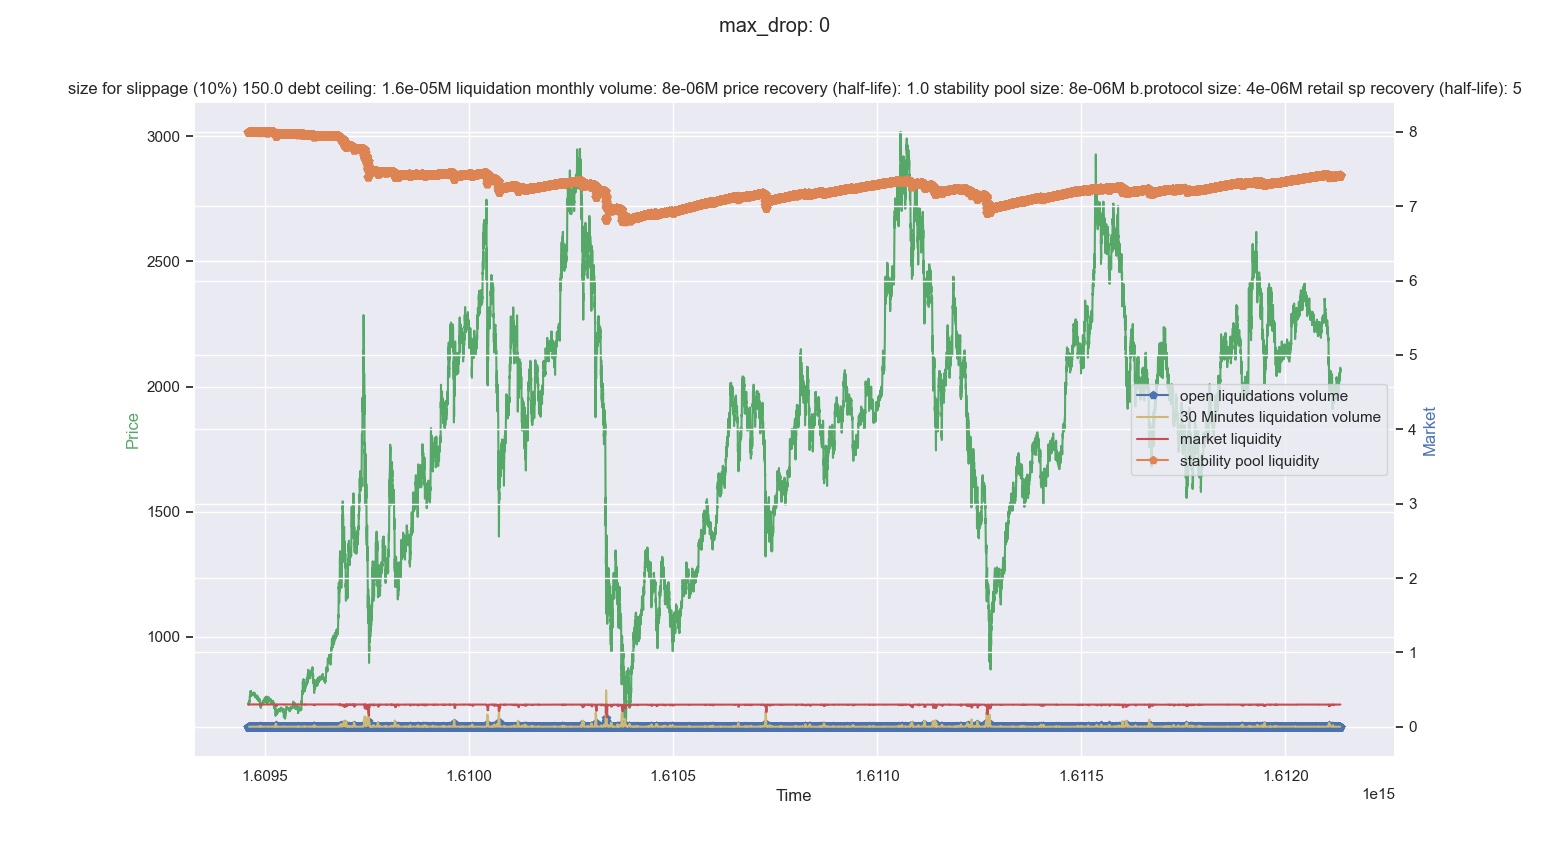 max_drop: 0
size for slippage (10%) 150.0 debt ceiling: 1.6e-05M liquidation monthly volume: 8e-06M price recovery (half-life): 1.0 stability pool size: 8e-06M b.protocol size: 4e-06M retail sp recovery (half-life): 5
3000
2500
2000
1500
1000
Price
8
7
6
5
4
3
2
1
0
Market
open liquidations volume
30 Minutes liquidation volume
market liquidity
stability pool liquidity
1.6095 1.6100 1.6105 1.6110 1.6115 1.6120
1e15
Time